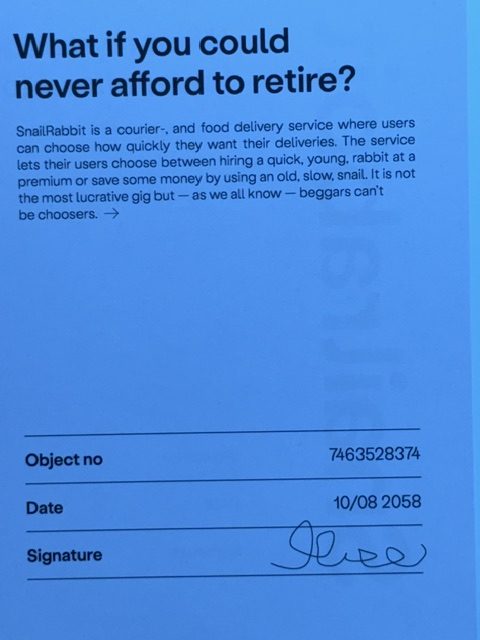 What if you could
never afford to retire?
SnailRabbit is a courier-, and food delivery service where users
can choose how quickly they want their deliveries. The service
lets their users choose between hiring a quick, young, rabbit at a
premium or save some money by using an old, slow, snail. It is not
the most lucrative gig but — as we all know — beggars can't
be choosers. →
Object no 7463528374
Date 10/08 2058
Signature